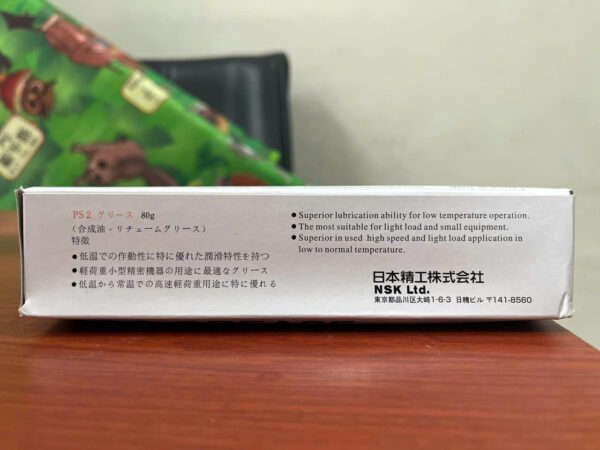 PS2 グリース 80g
(合成油・リチュームグリース)
特徴
●低温での作動性に特に優れた潤滑特性を持つ
●軽荷重小型精密機器の用途に最適なグリース
●低温から常温での高速軽荷重用途に特に優れる
●Superior lubrication ability for low temperature operation.
●The most suitable for light load and small equipment.
●Superior in used high speed and light load application in
low to normal temperature.
日本精工株式会社
NSK Ltd.
東京都品川区大崎1-6-3 日精ビル 〒141-8560